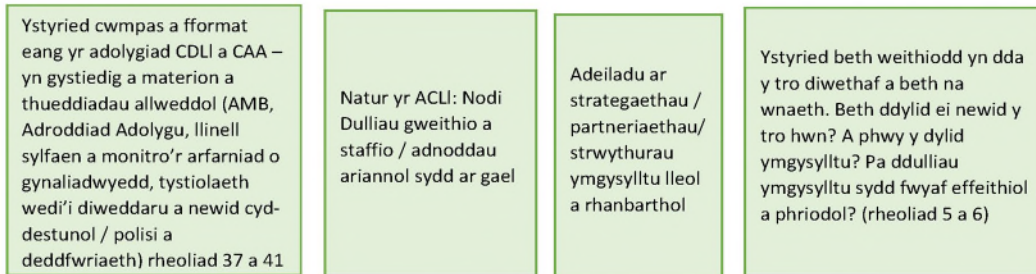 Ystyried cwmpas a fformat
eang yr adolygiad CDLl a CAA –
yn gystiedig a materion a
thueddiadau allweddol (AMB,
Adroddiad Adolygu, llinell
sylfaen a monitro'r arfarniad o
gynaliadwyedd, tystiolaeth
wedi'i diweddaru a newid cyd-
destunol / polisi a
deddfwriaeth) rheoliad 37 a 41
Natur yr ACLl: Nodi
Dulliau gweithio a
staffio / adnoddau
ariannol sydd ar gael
Adeiladu ar
strategaethau /
partneriaethau/
strwythurau
ymgysylltu lleol
a rhanbarthol
Ystyried beth weithiodd yn dda
y tro diwethaf a beth na
wnaeth. Beth ddylid ei newid y
tro hwn? A phwy y dylid
ymgysylltu? Pa ddulliau
ymgysylltu sydd fwyaf effeithiol
a phriodol? (rheoliad 5 a 6)